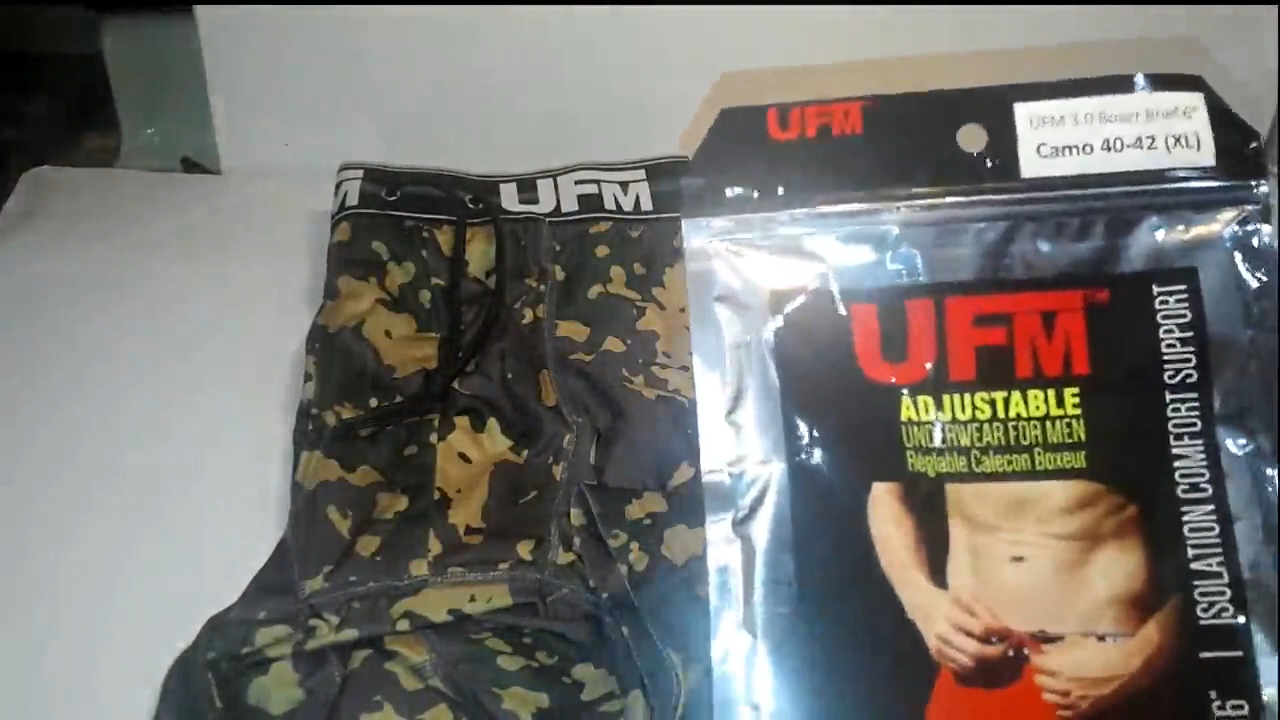 M UFM
UFM
UFM 3.0 Boxer Brief 6"
Camo 40-42 (XL)
UFM
ADJUSTABLE
UNDERWEAR FOR MEN
Réglable Calecon Boxeur
6" | ISOLATION COMFORT SUPPORT